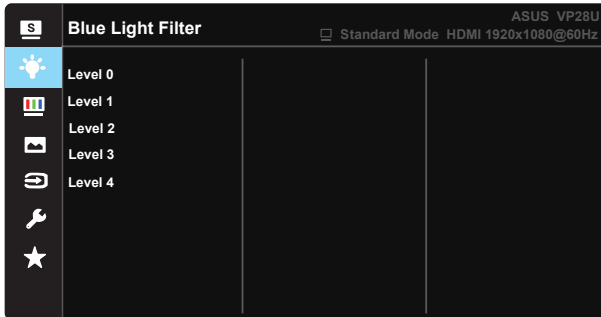 S
Blue Light Filter
ASUS VP28U
Standard Mode HDMI 1920x1080@60Hz
Level 0
Level 1
Level 2
Level 3
Level 4